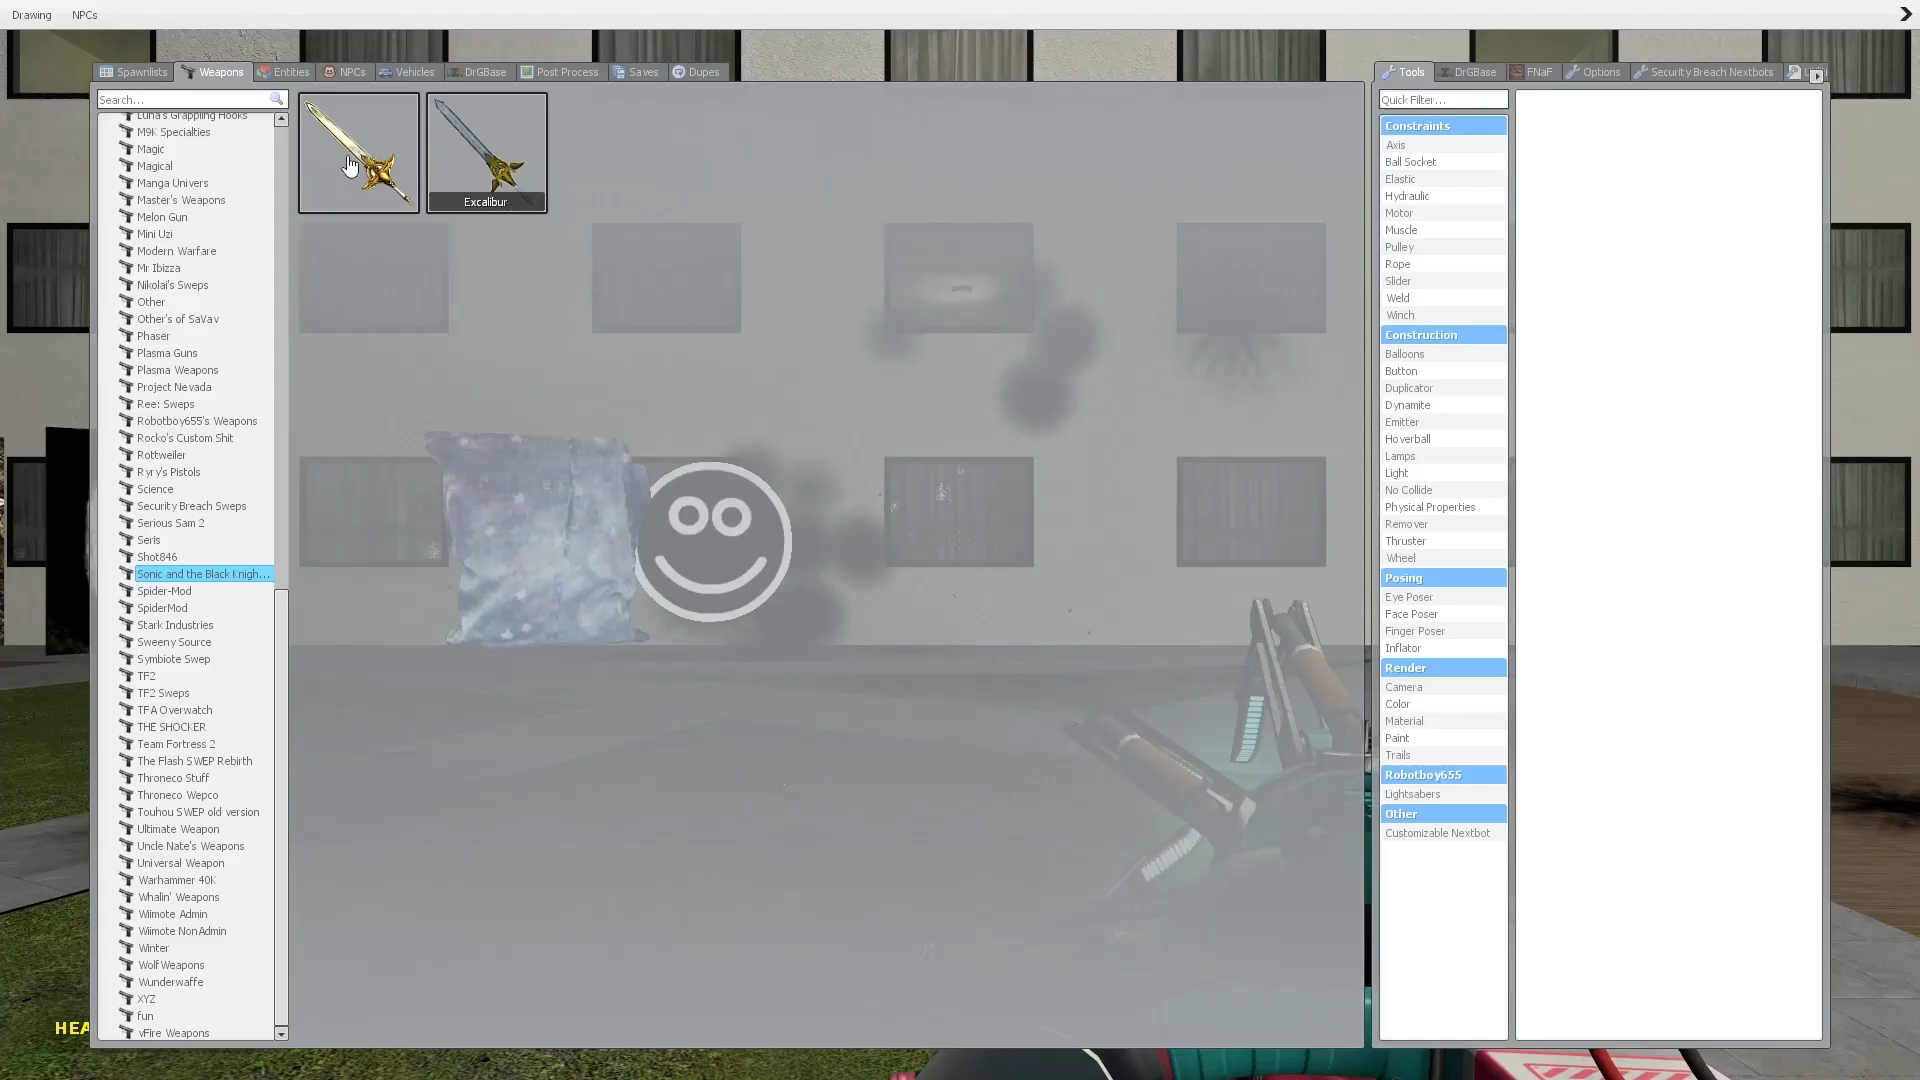 Drawing
NPCs
Spawnlists
Weapons
Entities
NPCs
Vehicles
DrGBase
Post Process
Saves
Dupes
Search...
Luna's Grappling Hooks
M9K Specialties
Magic
Magical
Manga Univers
Master's Weapons
Melon Gun
Mini Uzi
Modern Warfare
Mr Ibizza
Nikolai's Sweps
Other
Other's of SaVav
Phaser
Plasma Guns
Plasma Weapons
Project Nevada
Ree: Sweps
Robotboy655's Weapons
Rocko's Custom Shit
Rottweiler
Ryry's Pistols
Science
Security Breach Sweps
Serious Sam 2
Seris
Shot846
Sonic and the Black Knigh...
Spider-Mod
SpiderMod
Stark Industries
Sweeny Source
Symbiote Swep
TF2
TF2 Sweps
TFA Overwatch
THE SHOCKER
Team Fortress 2
The Flash SWEP Rebirth
Throneco Stuff
Throneco Wepco
Touhou SWEP old version
Ultimate Weapon
Uncle Nate's Weapons
Universal Weapon
Warhammer 40K
Whalin' Weapons
Wiimote Admin
Wiimote NonAdmin
Winter
Wolf Weapons
Wunderwaffe
XYZ
fun
vFire Weapons
Excalibur
HEA
Tools
DrGBase
FNaF
Options
Security Breach Nextbots
Quick Filter...
Constraints
Axis
Ball Socket
Elastic
Hydraulic
Motor
Muscle
Pulley
Rope
Slider
Weld
Winch
Construction
Balloons
Button
Duplicator
Dynamite
Emitter
Hoverball
Lamps
Light
No Collide
Physical Properties
Remover
Thruster
Wheel
Posing
Eye Poser
Face Poser
Finger Poser
Inflator
Render
Camera
Color
Material
Paint
Trails
Robotboy655
Lightsabers
Other
Customizable Nextbot